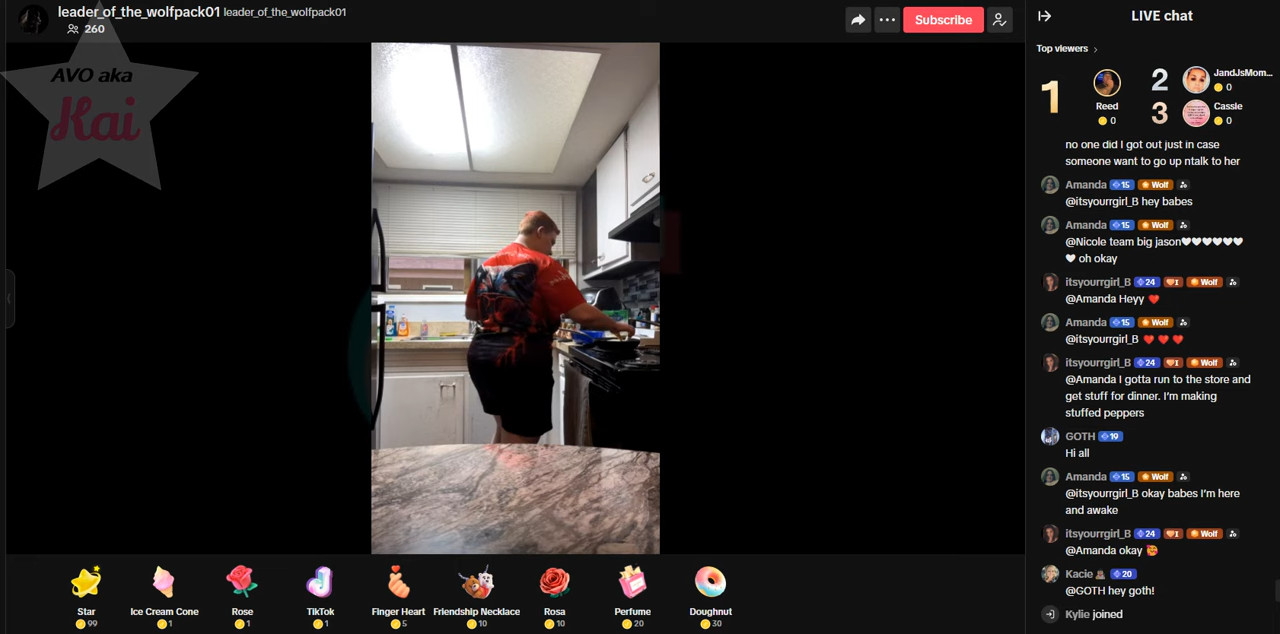 leader_of_the_wolfpack01 leader_of_the_wolfpack01
260
Subscribe
AVO aka
Kai
LIVE chat
Top viewers
1
Reed
0
2
JandJsMom...
0
3
Cassie
0
no one did I got out just in case
someone want to go up ntalk to her
Amanda 15 Wolf
@itsyourrgirl_B hey babes
Amanda 15 Wolf
@Nicole team big jason🤍🤍🤍🤍🤍🤍
🤍 oh okay
itsyourrgirl_B 24 I Wolf
@Amanda Heyy ❤️
Amanda 15 Wolf
@itsyourrgirl_B ❤️ ❤️ ❤️
itsyourrgirl_B 24 I Wolf
@Amanda I gotta run to the store and
get stuff for dinner. I'm making
stuffed peppers
GOTH 19
Hi all
Amanda 15 Wolf
@itsyourrgirl_B okay babes I'm here
and awake
itsyourrgirl_B 24 I Wolf
@Amanda okay 🥰
Kacie 20
@GOTH hey goth!
Kylie joined
Star
99
Ice Cream Cone
1
Rose
1
TikTok
1
Finger Heart
5
Friendship Necklace
10
Rosa
10
Perfume
20
Doughnut
30